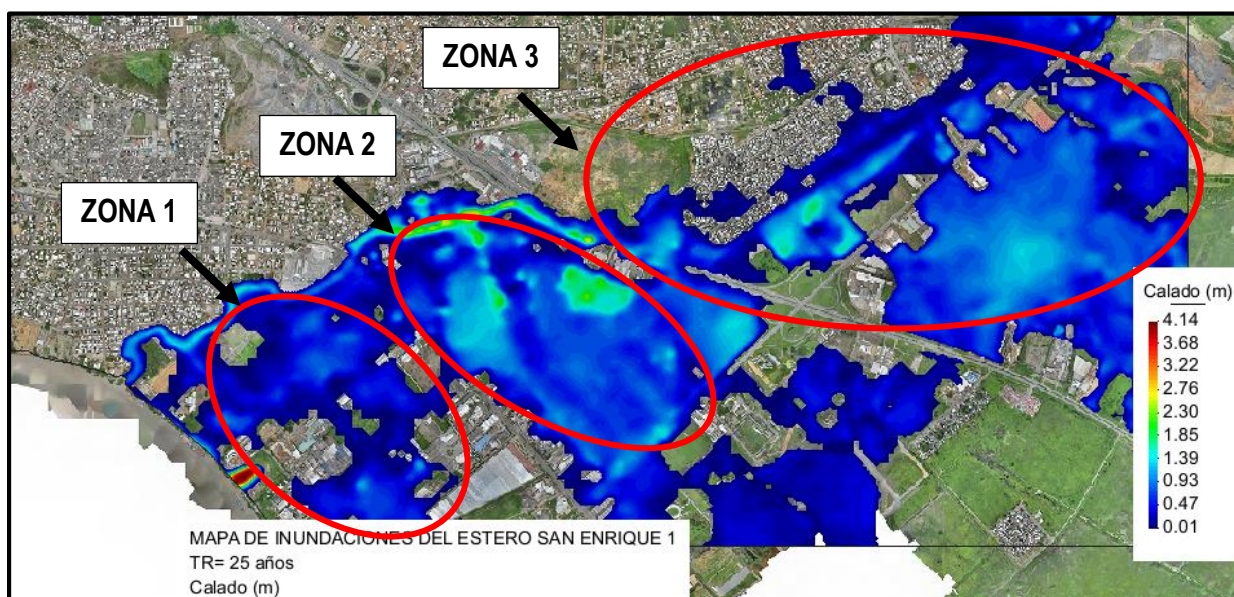 ZONA 3
ZONA 2
ZONA 1
Calado (m)
4.14
3.68
3.22
2.76
2.30
1.85
1.39
0.93
0.47
0.01
MAPA DE INUNDACIONES DEL ESTERO SAN ENRIQUE 1
TR= 25 años
Calado (m)